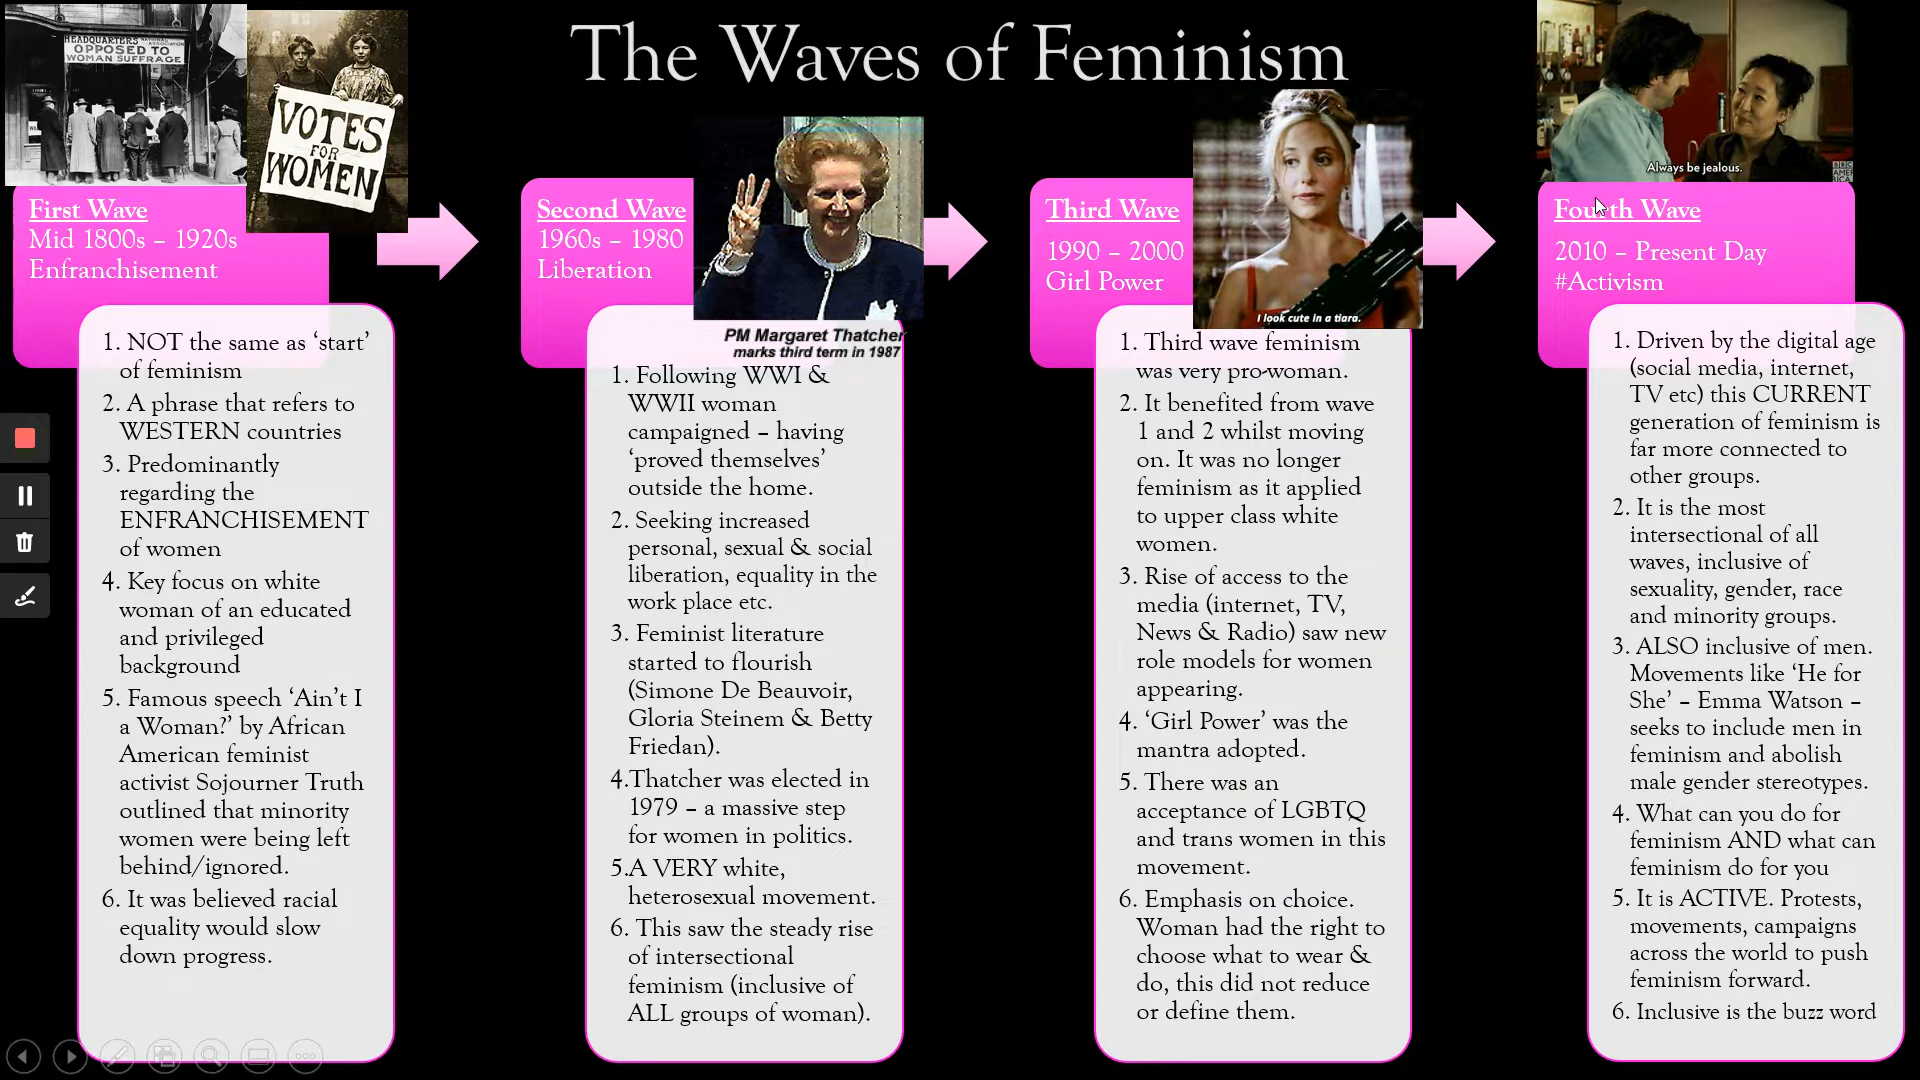 The Waves of Feminism
HEADQUARTERS NATIONAL ASSOCIATION
OPPOSED TO
WOMAN SUFFRAGE
VOTES
FOR
WOMEN
First Wave
Mid 1800s – 1920s
Enfranchisement
1. NOT the same as ‘start’
of feminism
2. A phrase that refers to
WESTERN countries
3. Predominantly
regarding the
ENFRANCHISEMENT
of women
4. Key focus on white
woman of an educated
and privileged
background
5. Famous speech ‘Ain’t I
a Woman?’ by African
American feminist
activist Sojourner Truth
outlined that minority
women were being left
behind/ignored.
6. It was believed racial
equality would slow
down progress.
Second Wave
1960s – 1980
Liberation
PM Margaret Thatcher
marks third term in 1987
1. Following WWI &
WWII woman
campaigned – having
‘proved themselves’
outside the home.
2. Seeking increased
personal, sexual & social
liberation, equality in the
work place etc.
3. Feminist literature
started to flourish
(Simone De Beauvoir,
Gloria Steinem & Betty
Friedan).
4.Thatcher was elected in
1979 – a massive step
for women in politics.
5.A VERY white,
heterosexual movement.
6. This saw the steady rise
of intersectional
feminism (inclusive of
ALL groups of woman).
Third Wave
1990 – 2000
Girl Power
I look cute in a tiara.
1. Third wave feminism
was very pro-woman.
2. It benefited from wave
1 and 2 whilst moving
on. It was no longer
feminism as it applied
to upper class white
women.
3. Rise of access to the
media (internet, TV,
News & Radio) saw new
role models for women
appearing.
4. ‘Girl Power’ was the
mantra adopted.
5. There was an
acceptance of LGBTQ
and trans women in this
movement.
6. Emphasis on choice.
Woman had the right to
choose what to wear &
do, this did not reduce
or define them.
Always be jealous.
BBC
AMERICA
Fourth Wave
2010 – Present Day
#Activism
1. Driven by the digital age
(social media, internet,
TV etc) this CURRENT
generation of feminism is
far more connected to
other groups.
2. It is the most
intersectional of all
waves, inclusive of
sexuality, gender, race
and minority groups.
3. ALSO inclusive of men.
Movements like ‘He for
She’ – Emma Watson –
seeks to include men in
feminism and abolish
male gender stereotypes.
4. What can you do for
feminism AND what can
feminism do for you
5. It is ACTIVE. Protests,
movements, campaigns
across the world to push
feminism forward.
6. Inclusive is the buzz word